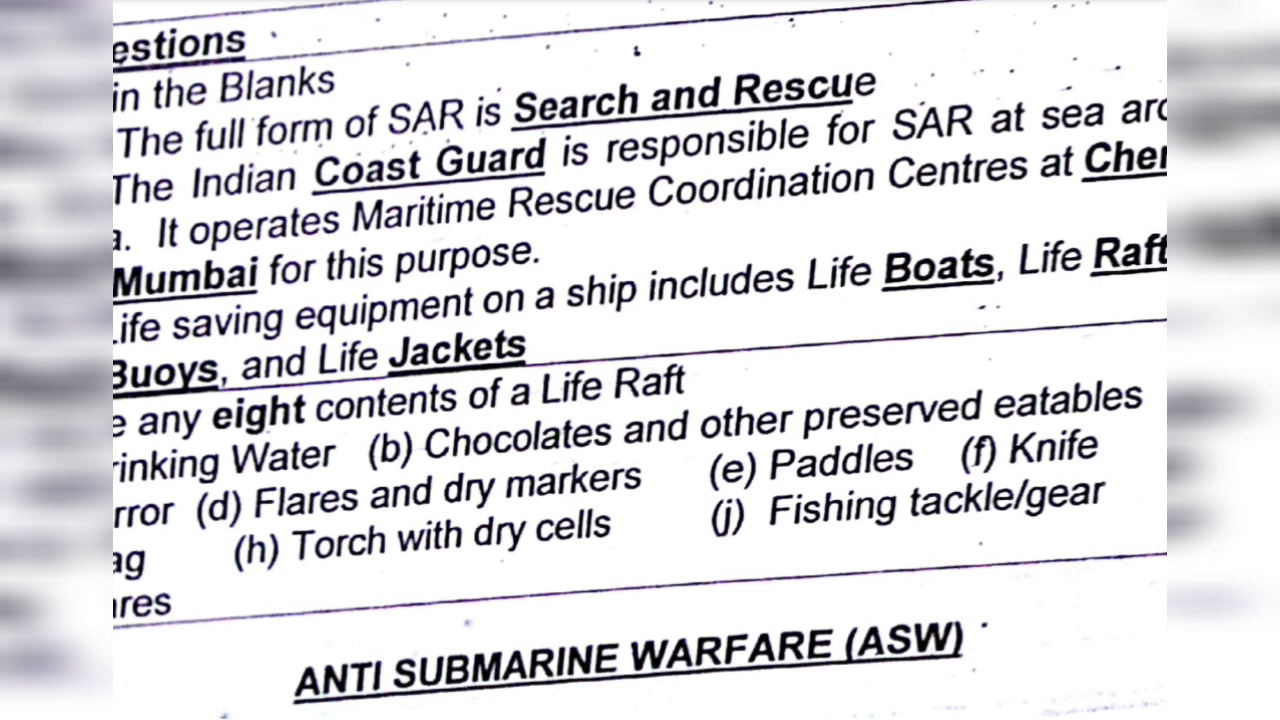 estions
in the Blanks
The full form of SAR is Search and Rescue
The Indian Coast Guard is responsible for SAR at sea
a. It operates Maritime Rescue Coordination Centres at
Mumbai for this purpose.
ife saving equipment on a ship includes Life Boats, Life Raft
Buoys, and Life Jackets
e any eight contents of a Life Raft
rinking Water (b) Chocolates and other preserved eatables
rror (d) Flares and dry markers (e) Paddles (f) Knife
ag (h) Torch with dry cells (j) Fishing tackle/gear
res
ANTI SUBMARINE WARFARE (ASW)